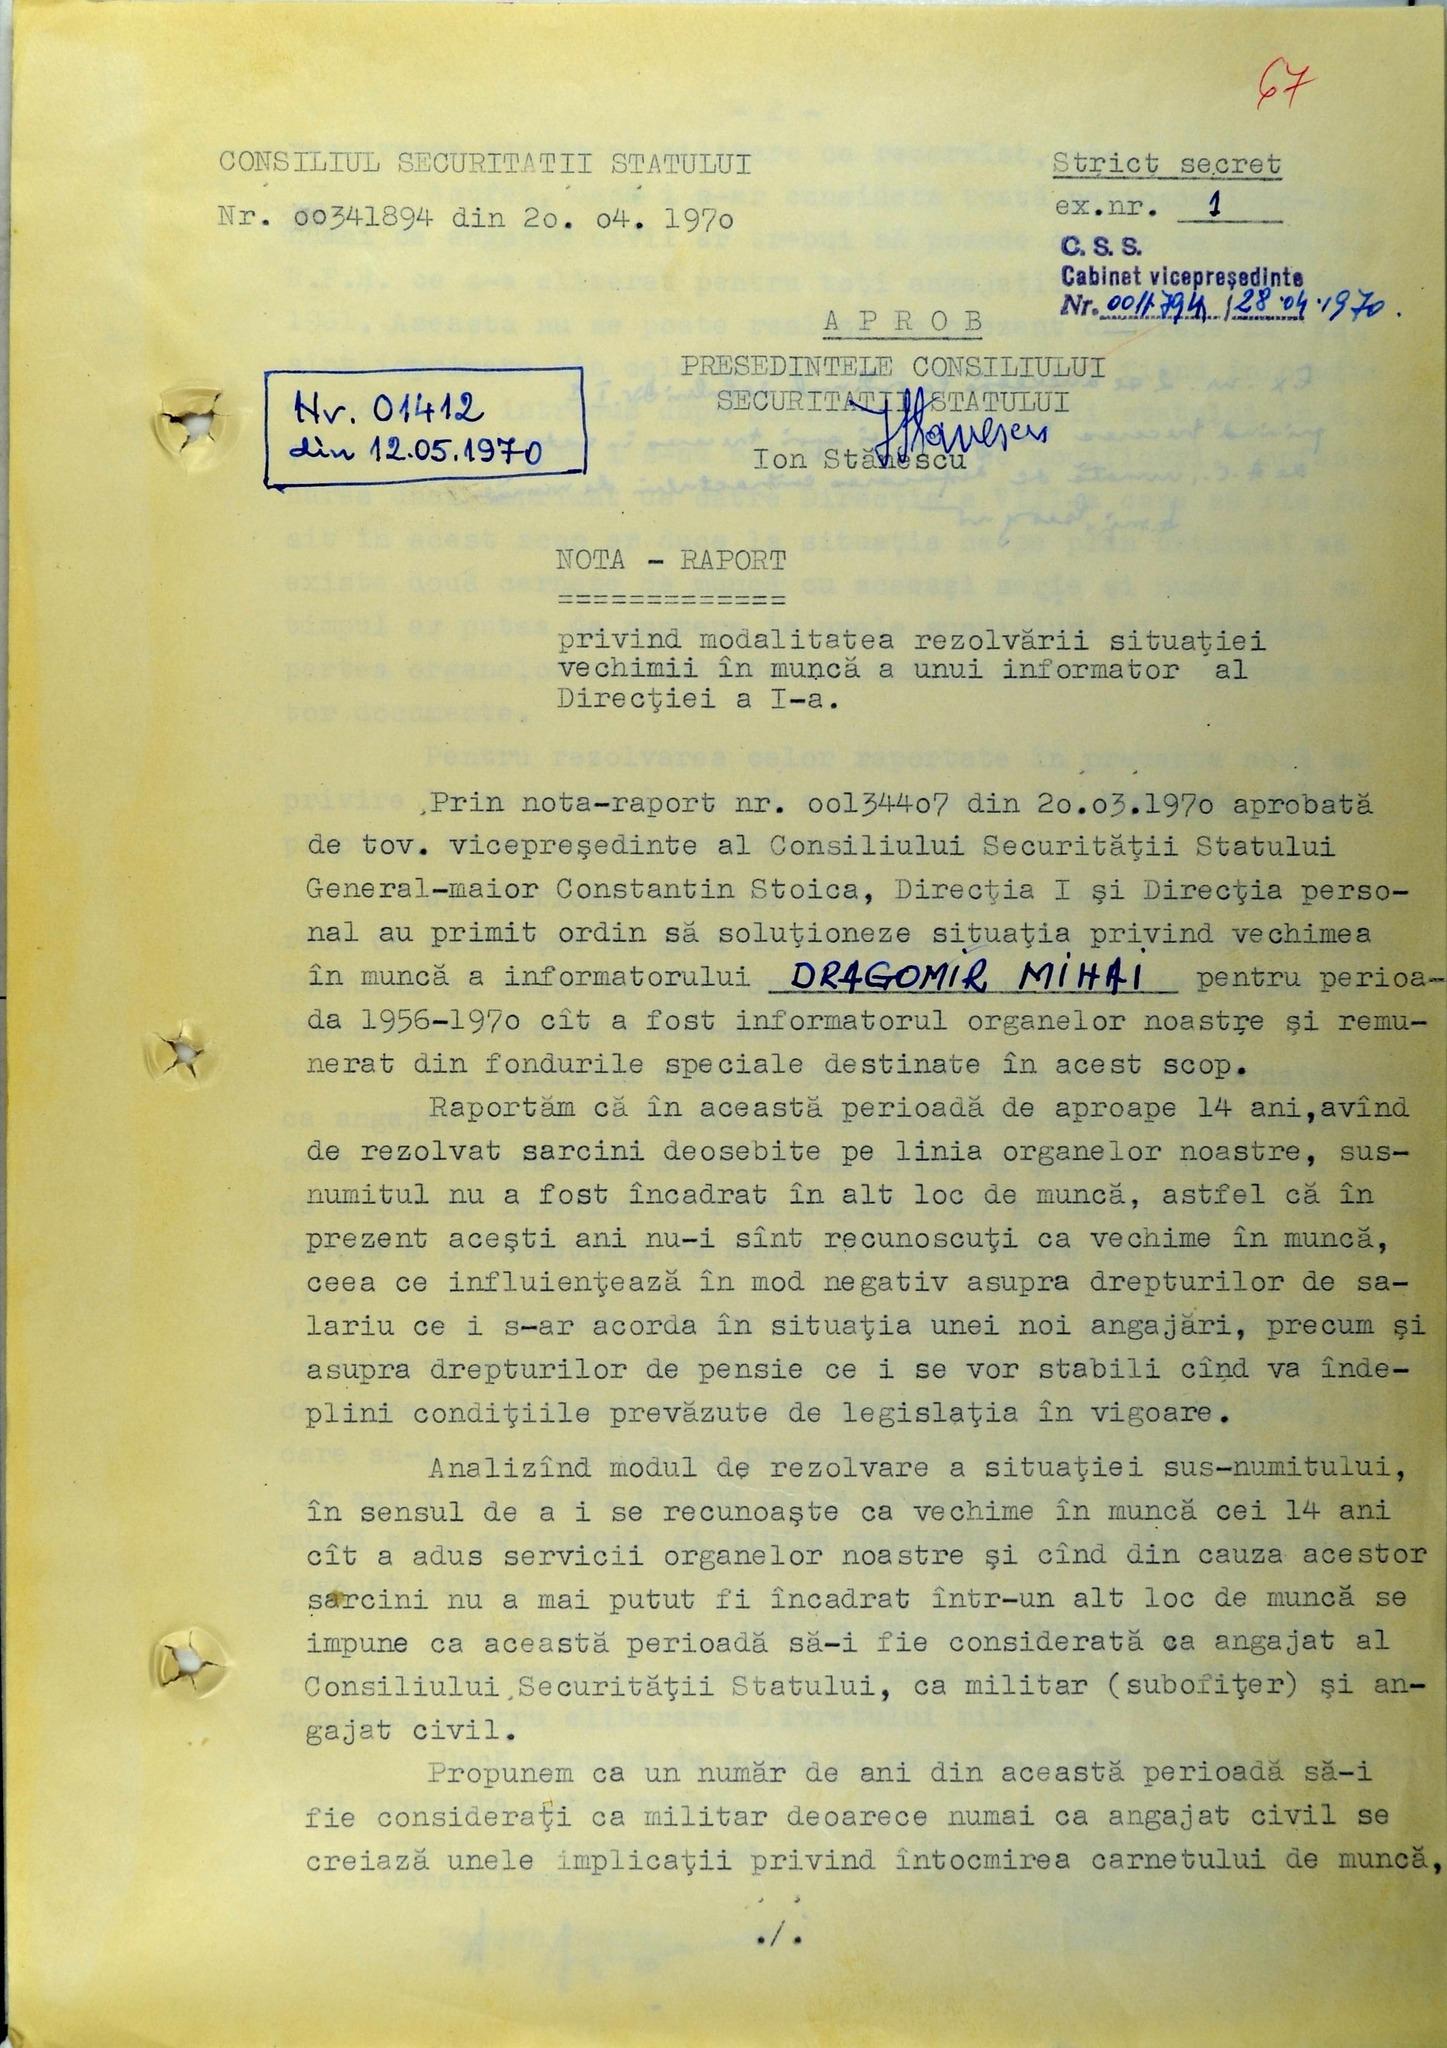 67
CONSILIUL SECURITATII STATULUI
Nr. oo341894 din 2o. o4. 197o
Strict secret
ex.nr. 1
C. S. S.
Cabinet vicepreşedinte
Nr. 28.04.1970.
A P R O B
PRESEDINTELE CONSILIULUI
SECURITATII STATULUI
Ion Stănescu
Nr. 01412
din 12.05.1970
NOTA - RAPORT
=============
privind modalitatea rezolvării situaţiei
vechimii în muncă a unui informator al
Direcţiei a I-a.
Prin nota-raport nr. ool344o7 din 2o.o3.197o aprobată
de tov. vicepreşedinte al Consiliului Securităţii Statului
General-maior Constantin Stoica, Direcţia I şi Direcţia perso-
nal au primit ordin să soluţioneze situaţia privind vechimea
în muncă a informatorului DRAGOMIR MIHAI pentru perioa-
da 1956-197o cît a fost informatorul organelor noastre şi remu-
nerat din fondurile speciale destinate în acest scop.
Raportăm că în această perioadă de aproape 14 ani,avînd
de rezolvat sarcini deosebite pe linia organelor noastre, sus-
numitul nu a fost încadrat în alt loc de muncă, astfel că în
prezent aceşti ani nu-i sînt recunoscuţi ca vechime în muncă,
ceea ce influienţează în mod negativ asupra drepturilor de sa-
lariu ce i s-ar acorda în situaţia unei noi angajări, precum şi
asupra drepturilor de pensie ce i se vor stabili cînd va înde-
plini condiţiile prevăzute de legislaţia în vigoare.
Analizînd modul de rezolvare a situaţiei sus-numitului,
în sensul de a i se recunoaşte ca vechime în muncă cei 14 ani
cît a adus servicii organelor noastre şi cînd din cauza acestor
sarcini nu a mai putut fi încadrat într-un alt loc de muncă se
impune ca această perioadă să-i fie considerată ca angajat al
Consiliului Securităţii Statului, ca militar (subofiţer) şi an-
gajat civil.
Propunem ca un număr de ani din această perioadă să-i
fie consideraţi ca militar deoarece numai ca angajat civil se
creiază unele implicaţii privind întocmirea carnetului de muncă,
./.